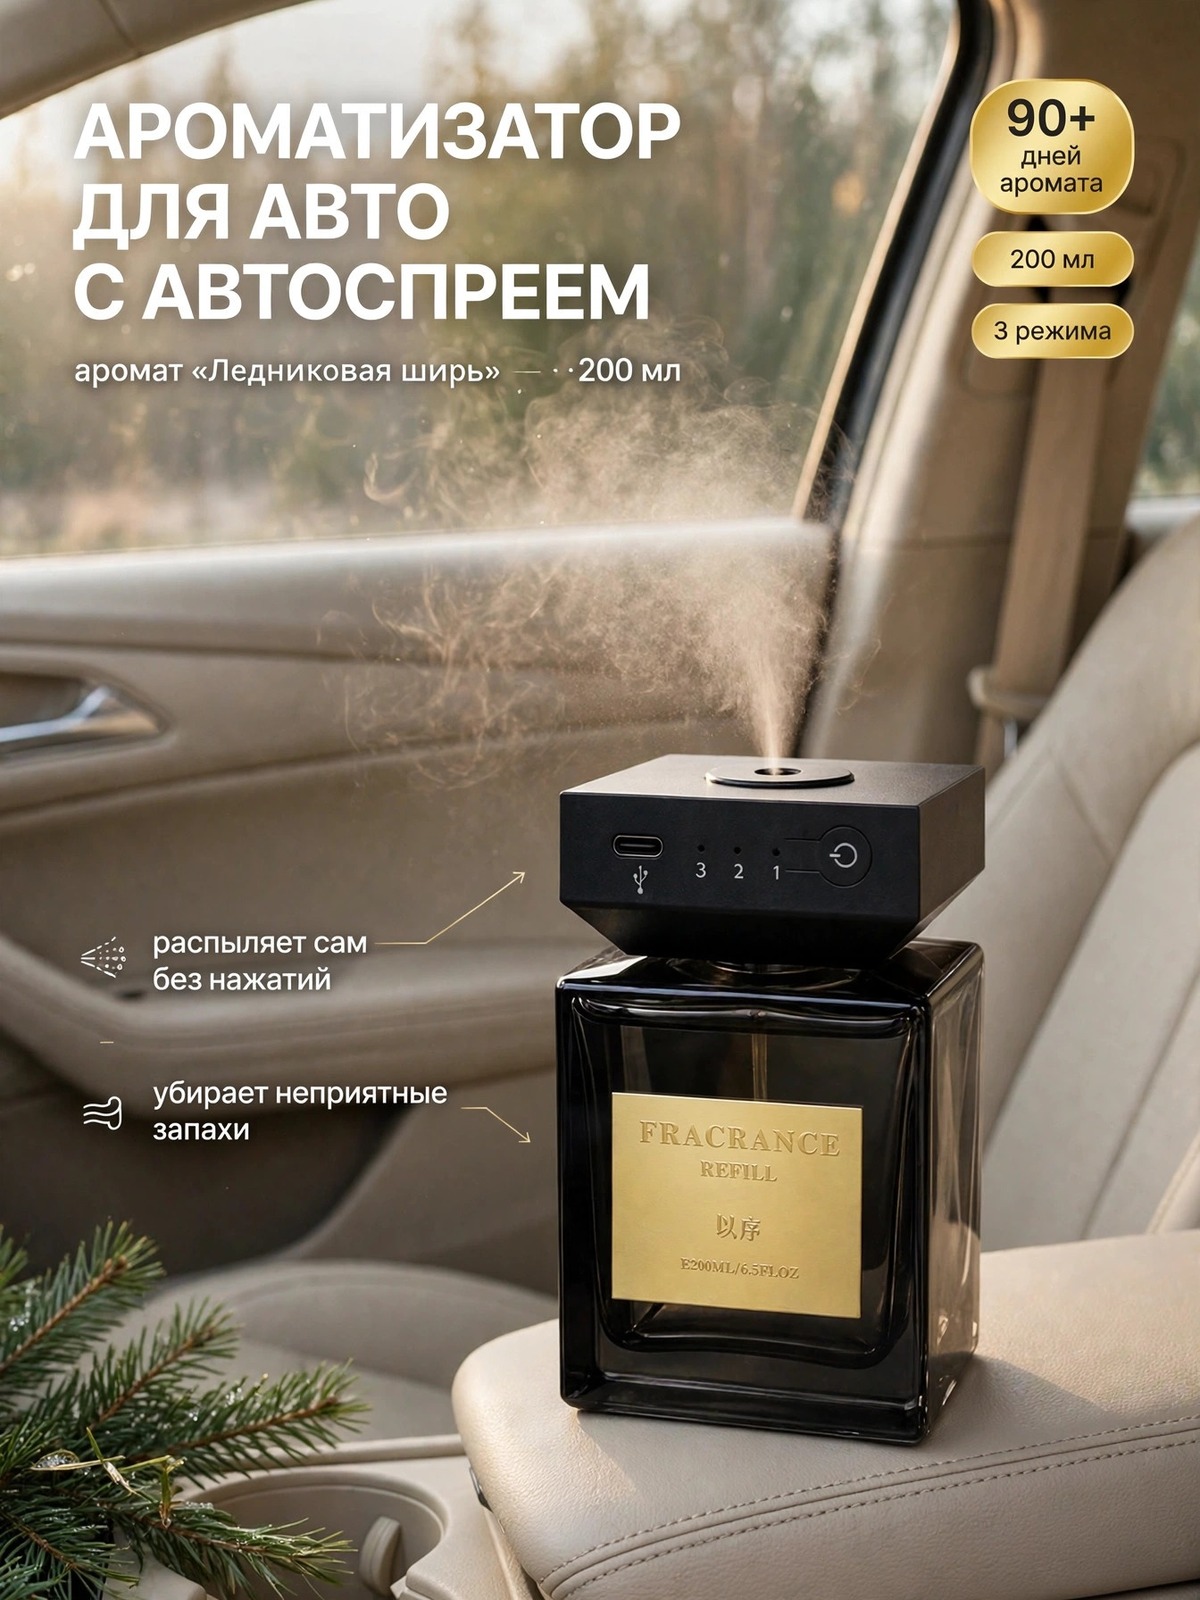 АРОМАТИЗАТОР
ДЛЯ АВТО
С АВТОСПРЕЕМ
аромат «Ледниковая ширь» — ··200 мл
90+
дней
аромата
200 мл
3 режима
3 2 1
распыляет сам
без нажатий
убирает неприятные
запахи
FRACRANCE
REFILL
以序
E200ML/6.5FLOZ